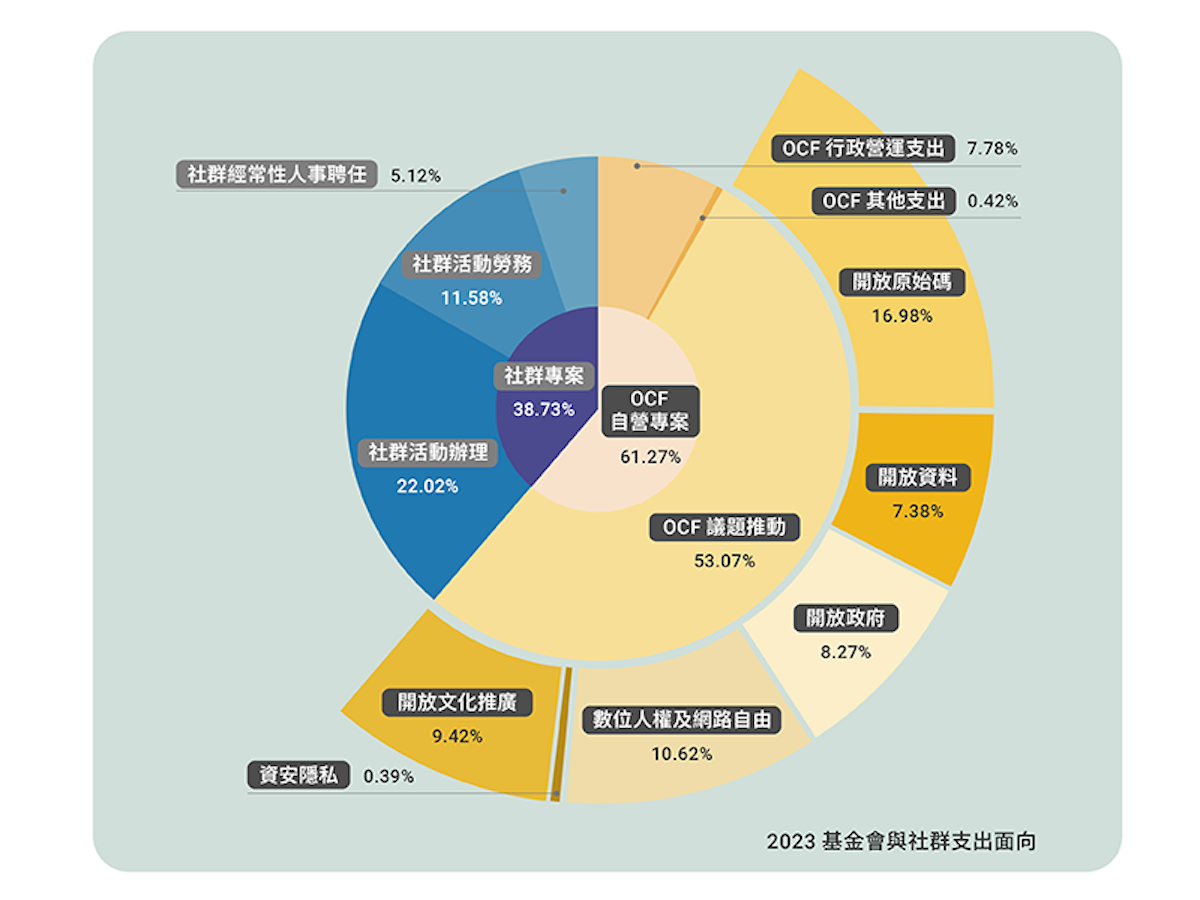 OCF 行政營運支出 7.78%
社群經常性人事聘任 5.12%
OCF 其他支出 0.42%
社群活動勞務
11.58%
開放原始碼
16.98%
社群專案
38.73%
OCF
自營專案
61.27%
社群活動辦理
22.02%
開放資料
7.38%
OCF 議題推動
53.07%
開放政府
8.27%
開放文化推廣
9.42%
數位人權及網路自由
10.62%
資安隱私 0.39%
2023 基金會與社群支出面向